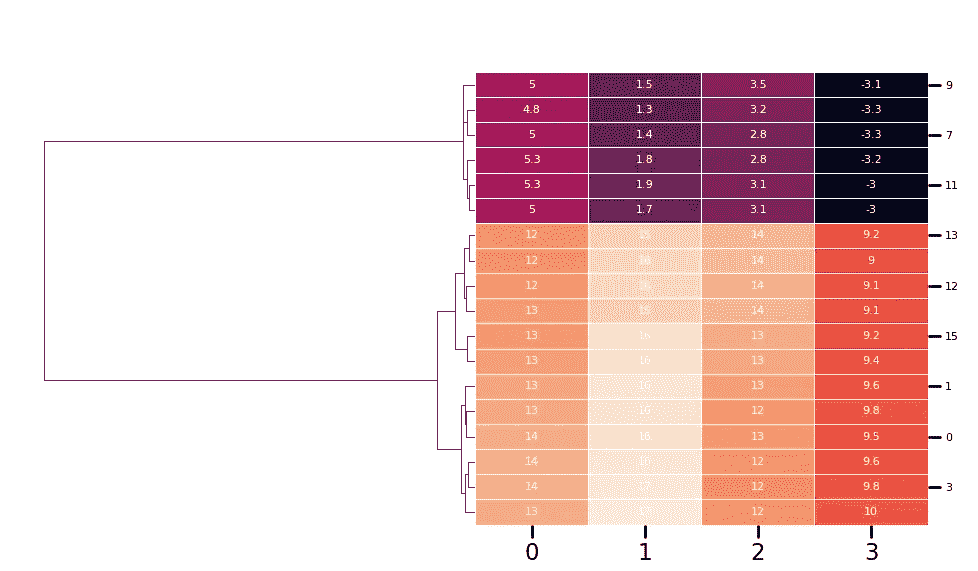 5 1.5 3.5 -3.1 9
4.8 1.3 3.2 -3.3
5 1.4 2.8 -3.3 7
5.3 1.8 2.8 -3.2
5.3 1.9 3.1 -3 11
5 1.7 3.1 -3
12 14 9.2 13
12 14 9
12 14 9.1 12
13 14 9.1
13 16 13 9.2 15
13 13 9.4
13 13 9.6 1
13 16 12 9.8
14 13 9.5 0
14 12 9.6
14 12 9.8 3
13 12 10
0 1 2 3